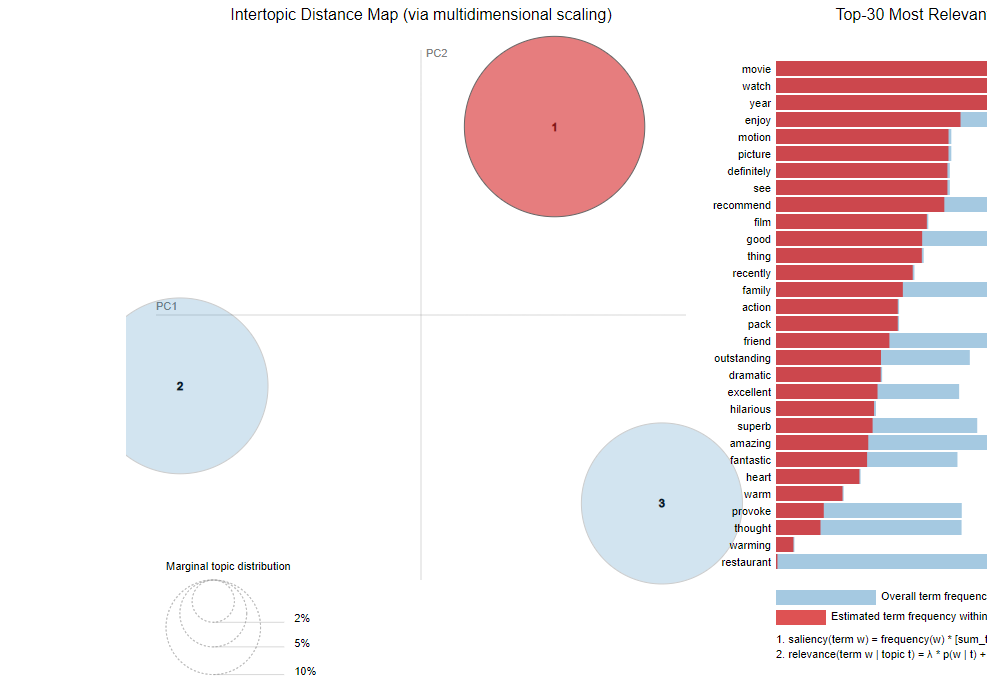 Intertopic Distance Map (via multidimensional scaling)
PC2
PC1
1
2
3
Marginal topic distribution
2%
5%
10%
Top-30 Most Relevan
movie
watch
year
enjoy
motion
picture
definitely
see
recommend
film
good
thing
recently
family
action
pack
friend
outstanding
dramatic
excellent
hilarious
superb
amazing
fantastic
heart
warm
provoke
thought
warming
restaurant
Overall term frequenc
Estimated term frequency within
1. saliency(term w) = frequency(w) * [sum_t
2. relevance(term w | topic t) = λ * p(w | t) +